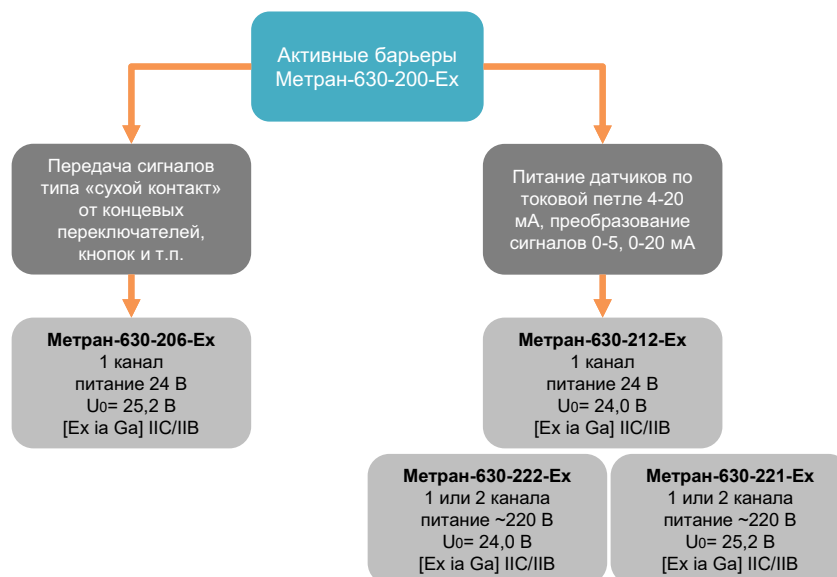 Активные барьеры
Метран-630-200-Ex
Передача сигналов
типа «сухой контакт»
от концевых
переключателей,
кнопок и т.п.
Питание датчиков по
токовой петле 4-20
мА, преобразование
сигналов 0-5, 0-20 мА
Метран-630-206-Ex
1 канал
питание 24 В
U0= 25,2 В
[Ex ia Ga] IIC/IIB
Метран-630-212-Ex
1 канал
питание 24 В
U0= 24,0 В
[Ex ia Ga] IIC/IIB
Метран-630-222-Ex
1 или 2 канала
питание ~220 В
U0= 24,0 В
[Ex ia Ga] IIC/IIB
Метран-630-221-Ex
1 или 2 канала
питание ~220 В
U0= 25,2 В
[Ex ia Ga] IIC/IIB